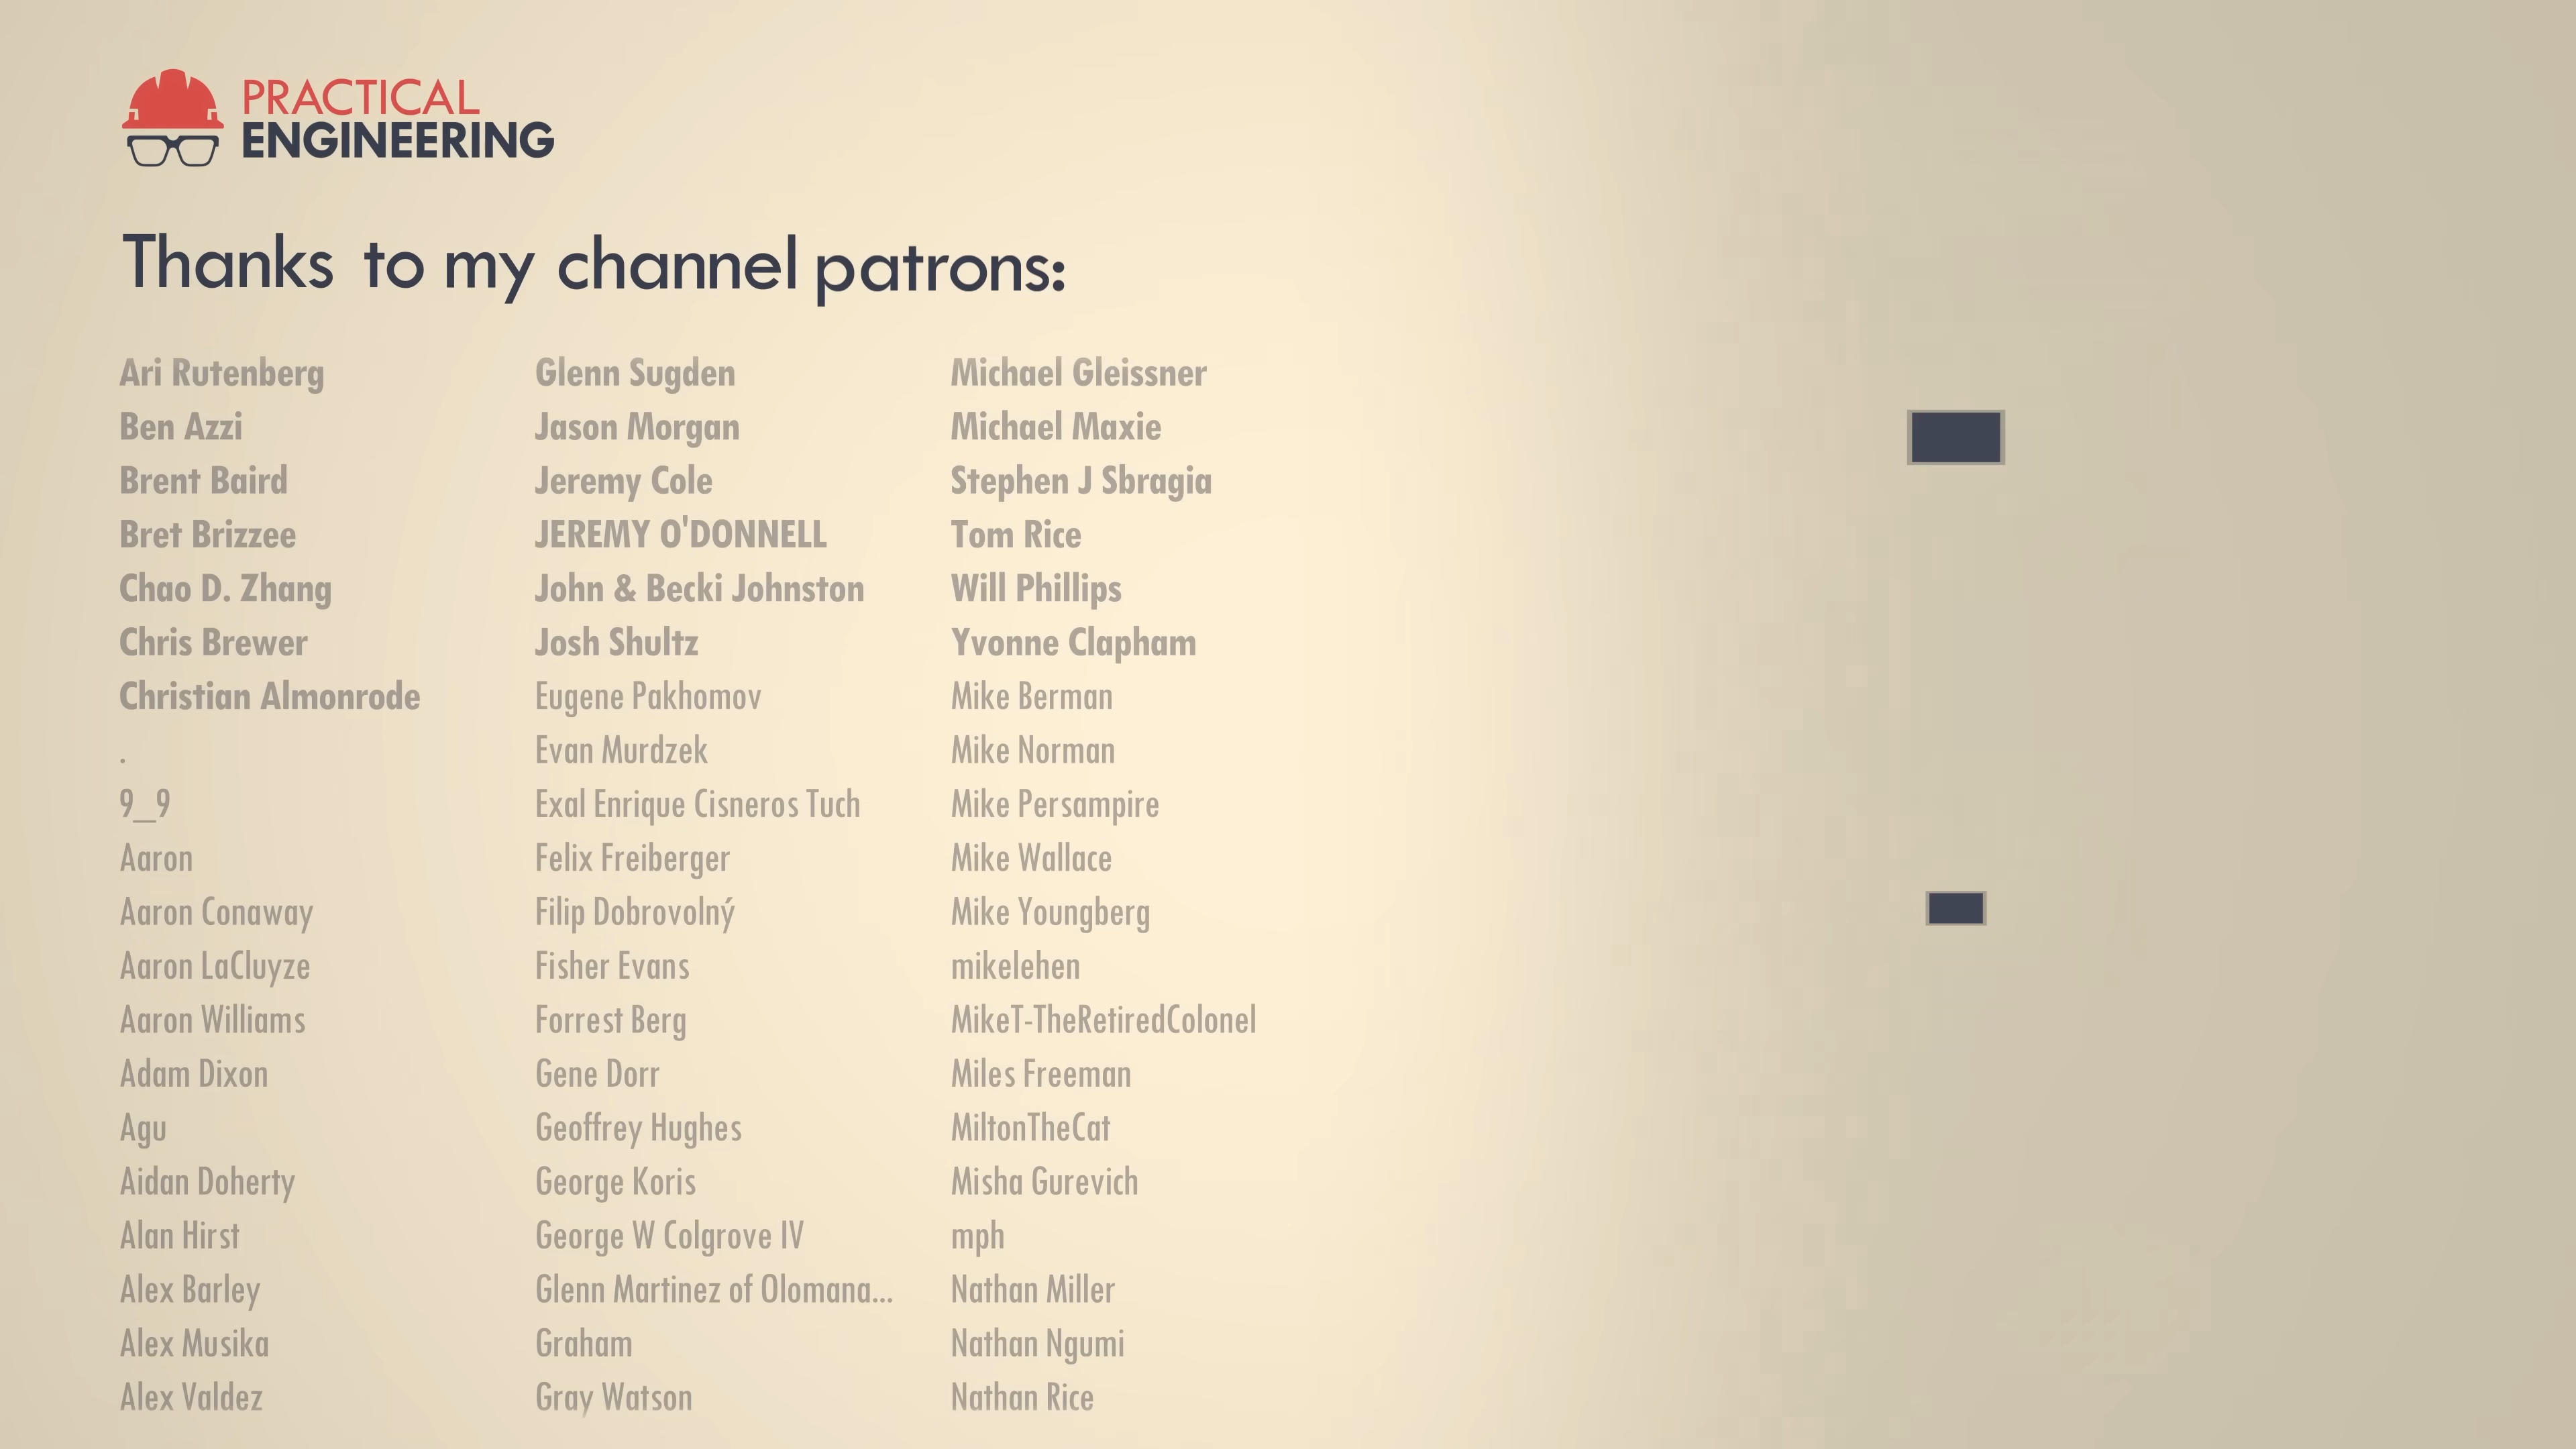 PRACTICAL
ENGINEERING
Thanks to my channel patrons:
Ari Rutenberg
Ben Azzi
Brent Baird
Bret Brizzee
Chao D. Zhang
Chris Brewer
Christian Almonrode
.
9_9
Aaron
Aaron Conaway
Aaron LaCluyze
Aaron Williams
Adam Dixon
Agu
Aidan Doherty
Alan Hirst
Alex Barley
Alex Musika
Alex Valdez
Glenn Sugden
Jason Morgan
Jeremy Cole
JEREMY O'DONNELL
John & Becki Johnston
Josh Shultz
Eugene Pakhomov
Evan Murdzek
Exal Enrique Cisneros Tuch
Felix Freiberger
Filip Dobrovolný
Fisher Evans
Forrest Berg
Gene Dorr
Geoffrey Hughes
George Koris
George W Colgrove IV
Glenn Martinez of Olomana...
Graham
Gray Watson
Michael Gleissner
Michael Maxie
Stephen J Sbragia
Tom Rice
Will Phillips
Yvonne Clapham
Mike Berman
Mike Norman
Mike Persampire
Mike Wallace
Mike Youngberg
mikelehen
MikeT-TheRetiredColonel
Miles Freeman
MiltonTheCat
Misha Gurevich
mph
Nathan Miller
Nathan Ngumi
Nathan Rice